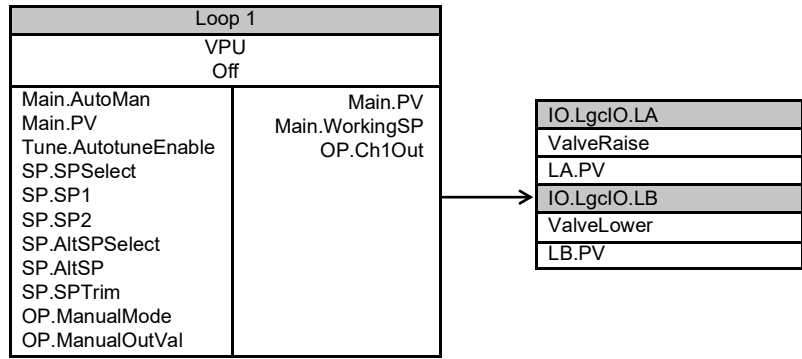 Loop 1
VPU
Off
Main.AutoMan
Main.PV
Tune.AutotuneEnable
SP.SPSelect
SP.SP1
SP.SP2
SP.AltSPSelect
SP.AltSP
SP.SPTrim
OP.ManualMode
OP.ManualOutVal
Main.PV
Main.WorkingSP
OP.Ch1Out
IO.LgcIO.LA
ValveRaise
LA.PV
IO.LgcIO.LB
ValveLower
LB.PV